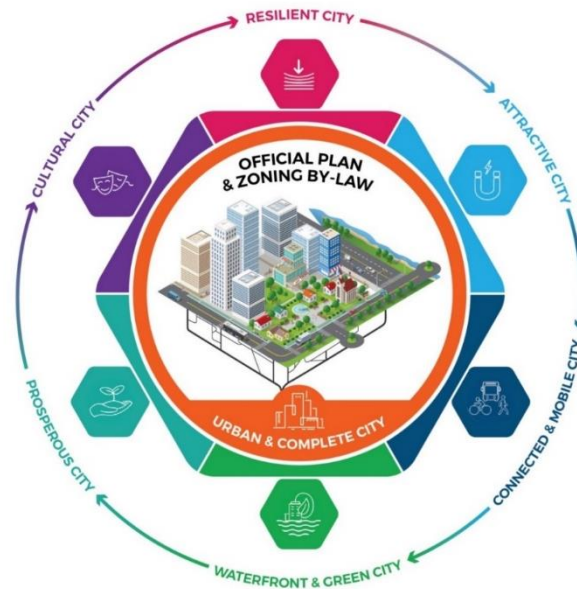 RESILIENT CITY
ATTRACTIVE CITY
CONNECTED & MOBILE CITY
WATERFRONT & GREEN CITY
PROSPEROUS CITY
CULTURAL CITY
OFFICIAL PLAN
& ZONING BY-LAW
URBAN & COMPLETE CITY